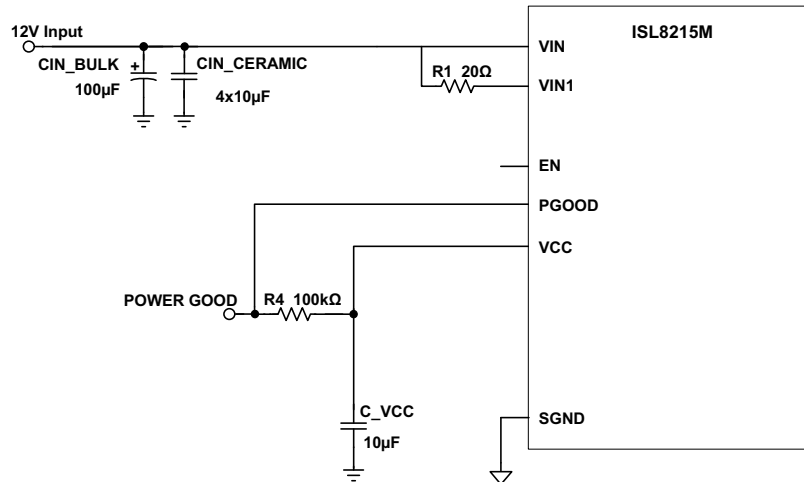 12V Input
ISL8215M
VIN
CIN_BULK
+
CIN_CERAMIC
R1 20Ω
VIN1
100µF
4x10µF
EN
PGOOD
VCC
POWER GOOD
R4 100kΩ
C_VCC
10µF
SGND